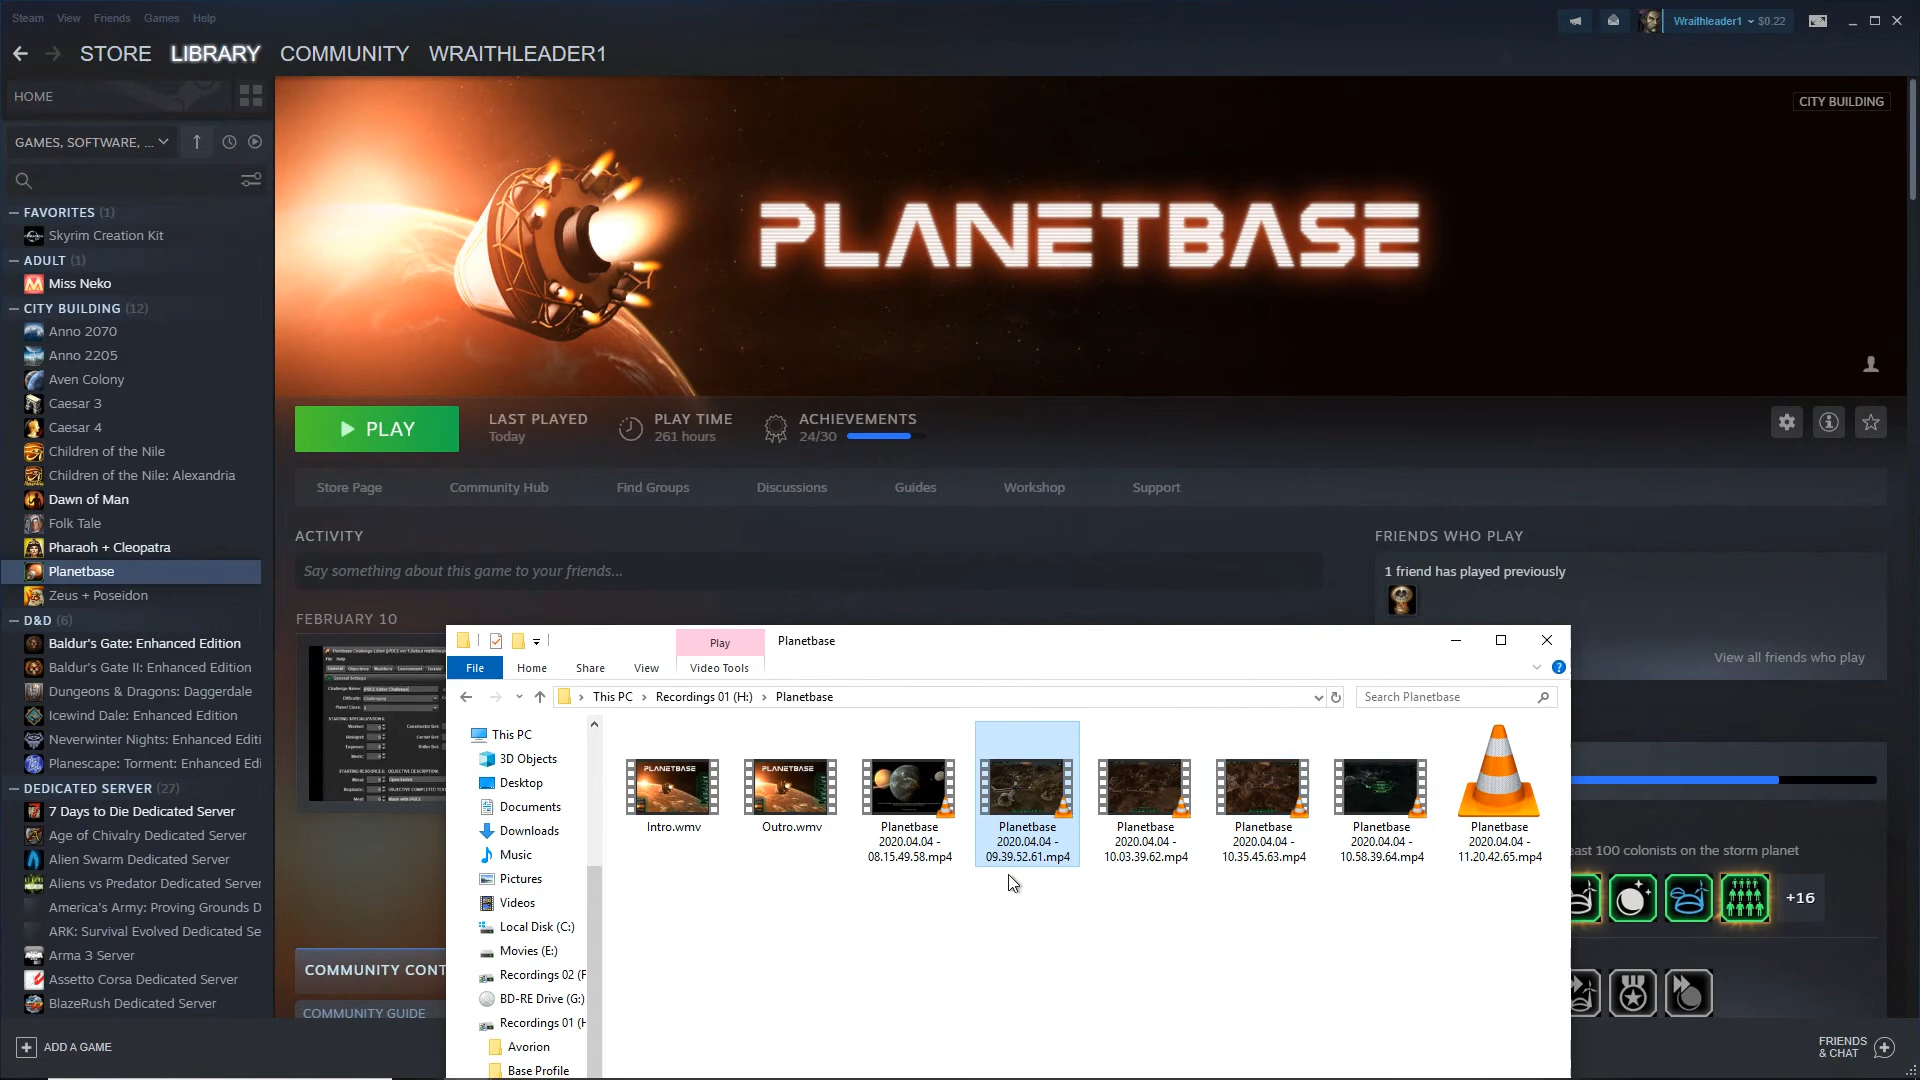 Steam View Friends Games Help
Wraithleader1 $0.22
STORE LIBRARY COMMUNITY WRAITHLEADER1
HOME
GAMES, SOFTWARE, ...
FAVORITES (1)
Skyrim Creation Kit
ADULT (1)
Miss Neko
CITY BUILDING (12)
Anno 2070
Anno 2205
Aven Colony
Caesar 3
Caesar 4
Children of the Nile
Children of the Nile: Alexandria
Dawn of Man
Folk Tale
Pharaoh + Cleopatra
Planetbase
Zeus + Poseidon
D&D (6)
Baldur's Gate: Enhanced Edition
Baldur's Gate II: Enhanced Edition
Dungeons & Dragons: Daggerdale
Icewind Dale: Enhanced Edition
Neverwinter Nights: Enhanced Editi
Planescape: Torment: Enhanced Edi
DEDICATED SERVER (27)
7 Days to Die Dedicated Server
Age of Chivalry Dedicated Server
Alien Swarm Dedicated Server
Aliens vs Predator Dedicated Server
America's Army: Proving Grounds D
ARK: Survival Evolved Dedicated Se
Arma 3 Server
Assetto Corsa Dedicated Server
BlazeRush Dedicated Server
ADD A GAME
CITY BUILDING
PLANETBASE
PLAY
LAST PLAYED
Today
PLAY TIME
261 hours
ACHIEVEMENTS
24/30
Store Page Community Hub Find Groups Discussions Guides Workshop Support
ACTIVITY
Say something about this game to your friends...
FEBRUARY 10
FRIENDS WHO PLAY
1 friend has played previously
View all friends who play
east 100 colonists on the storm planet
+16
COMMUNITY CONT
COMMUNITY GUIDE
FRIENDS
& CHAT
Play Planetbase
File Home Share View Video Tools
This PC Recordings 01 (H:) Planetbase
Search Planetbase
This PC
3D Objects
Desktop
Documents
Downloads
Music
Pictures
Videos
Local Disk (C:)
Movies (E:)
Recordings 02 (F
BD-RE Drive (G:)
Recordings 01 (H
Avorion
Base Profile
PLANETBASE
Intro.wmv
PLANETBASE
Outro.wmv
Planetbase
2020.04.04 -
08.15.49.58.mp4
Planetbase
2020.04.04 -
09.39.52.61.mp4
Planetbase
2020.04.04 -
10.03.39.62.mp4
Planetbase
2020.04.04 -
10.35.45.63.mp4
Planetbase
2020.04.04 -
10.58.39.64.mp4
Planetbase
2020.04.04 -
11.20.42.65.mp4